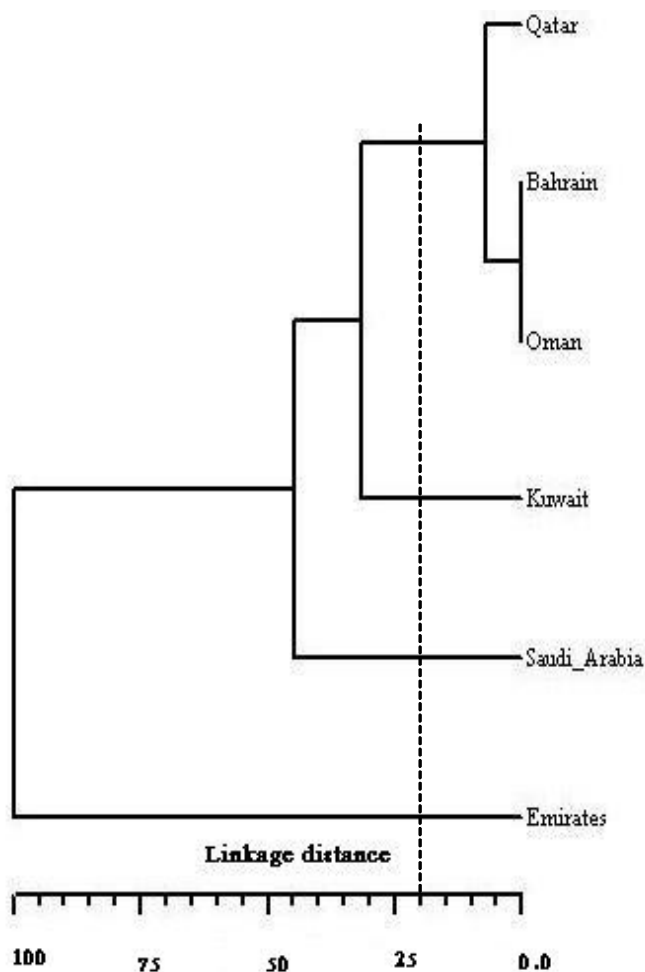 Qatar
Bahrain
Oman
Kuwait
Saudi_Arabia
Emirates
Linkage distance
100 75 50 25 0.0